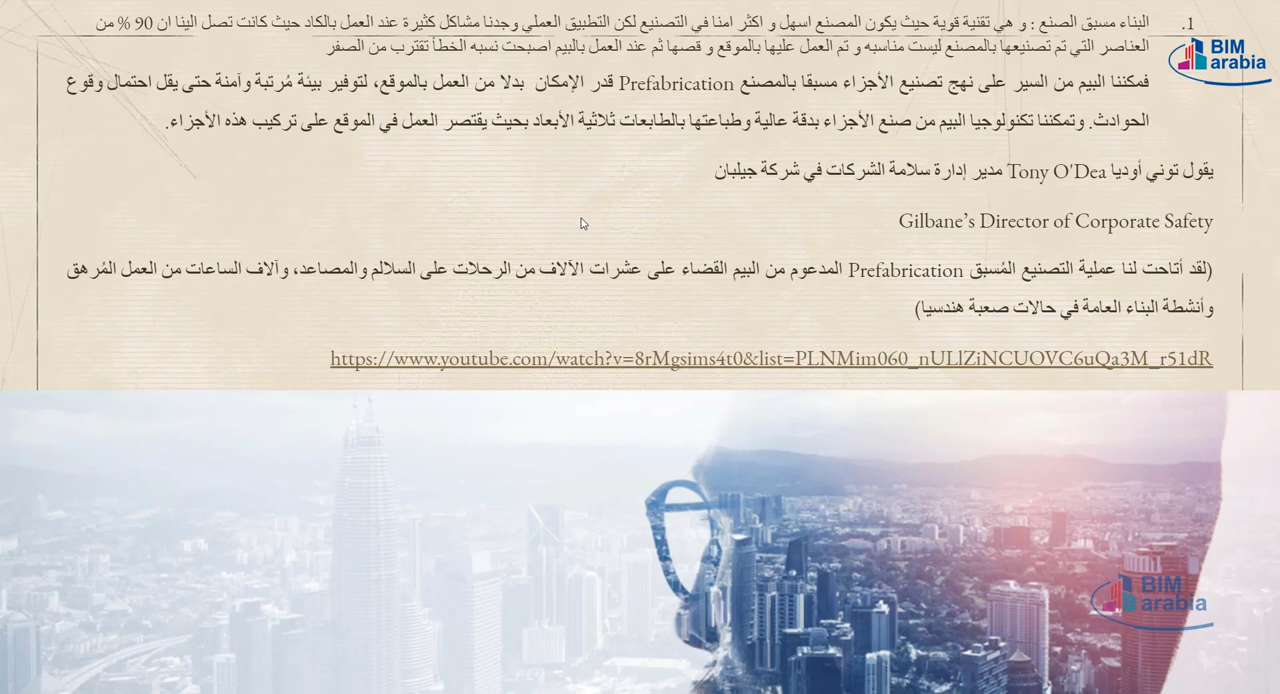 1. البناء مسبق الصنع : و هي تقنية قوية حيث يكون المصنع اسهل و اكثر امنا في التصنيع لكن التطبيق العملي وجدنا مشاكل كثيرة عند العمل بالكاد حيث كانت تصل الينا ان 90 % من
العناصر التي تم تصنيعها بالمصنع ليست مناسبه و تم العمل عليها بالموقع و قصها ثم عند العمل بالبيم اصبحت نسبه الخطأ تقترب من الصفر
BIM
arabia
فمكننا البيم من السير على نهج تصنيع الأجزاء مسبقا بالمصنع Prefabrication قدر الإمكان بدلا من العمل بالموقع، لتوفير بيئة مُرتبة وآمنة حتى يقل احتمال وقوع
الحوادث. وتمكننا تكنولوجيا البيم من صنع الأجزاء بدقة عالية وطباعتها بالطابعات ثلاثية الأبعاد بحيث يقتصر العمل في الموقع على تركيب هذه الأجزاء.
يقول توني أوديا Tony O'Dea مدير إدارة سلامة الشركات في شركة جيلبان
Gilbane’s Director of Corporate Safety
(لقد أتاحت لنا عملية التصنيع المُسبق Prefabrication المدعوم من البيم القضاء على عشرات الآلاف من الرحلات على السلالم والمصاعد، وآلاف الساعات من العمل المُرهق
وأنشطة البناء العامة في حالات صعبة هندسيا)
https://www.youtube.com/watch?v=8rMgsims4t0&list=PLNMim060_nULlZiNCUOVC6uQa3M_r51dR
BIM
arabia